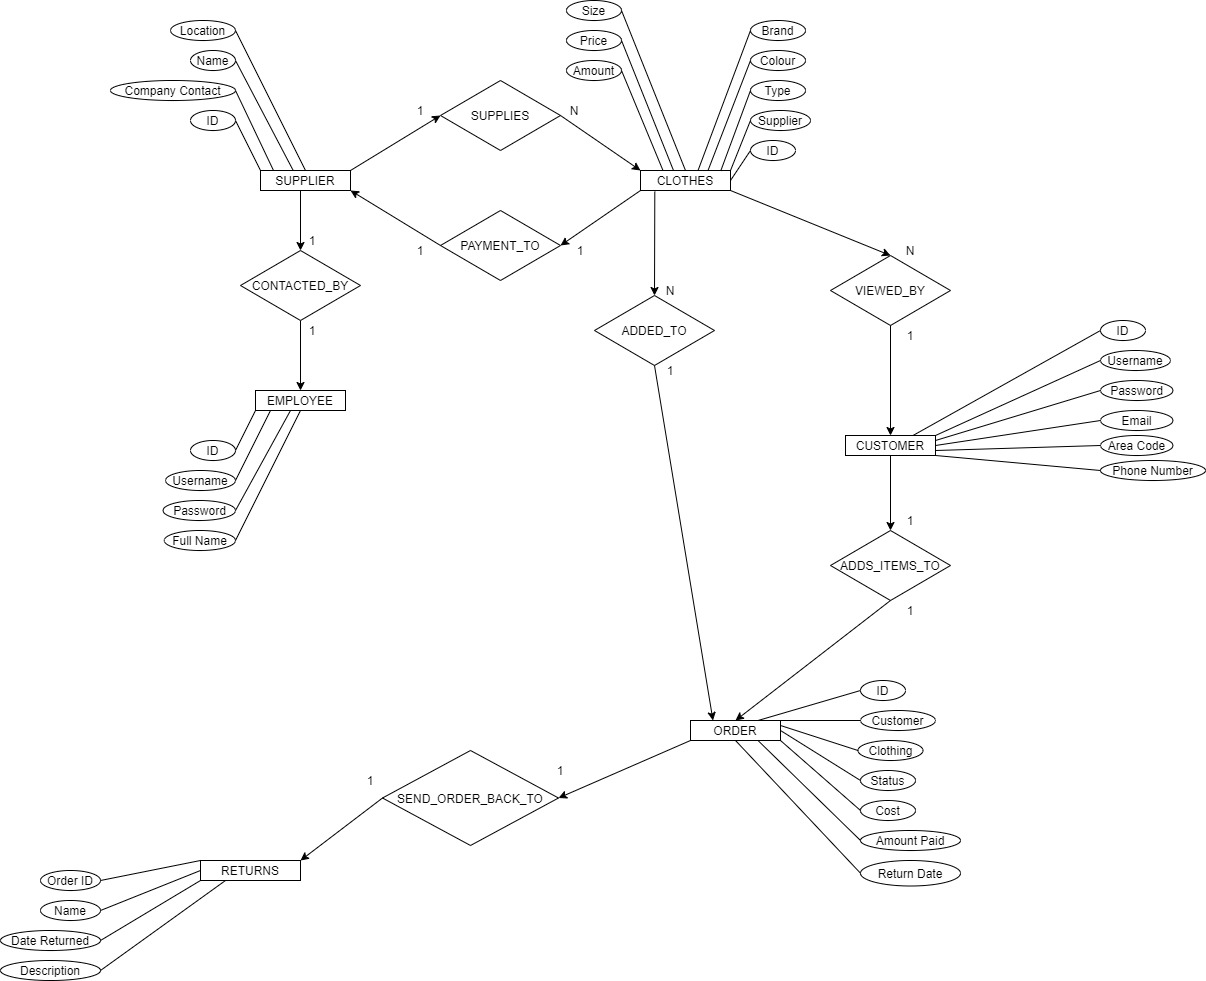 Size
Location
Brand
Price
Name
Colour
Amount
Company Contact
Type
1
SUPPLIES
N
ID
Supplier
ID
SUPPLIER
CLOTHES
1
PAYMENT_TO
1
1
N
CONTACTED_BY
N
VIEWED_BY
1
ADDED_TO
1
ID
1
Username
EMPLOYEE
Password
Email
CUSTOMER
Area Code
ID
Phone Number
Username
Password
1
Full Name
ADDS_ITEMS_TO
1
ID
Customer
ORDER
Clothing
1
1
Status
SEND_ORDER_BACK_TO
Cost
Amount Paid
RETURNS
Return Date
Order ID
Name
Date Returned
Description